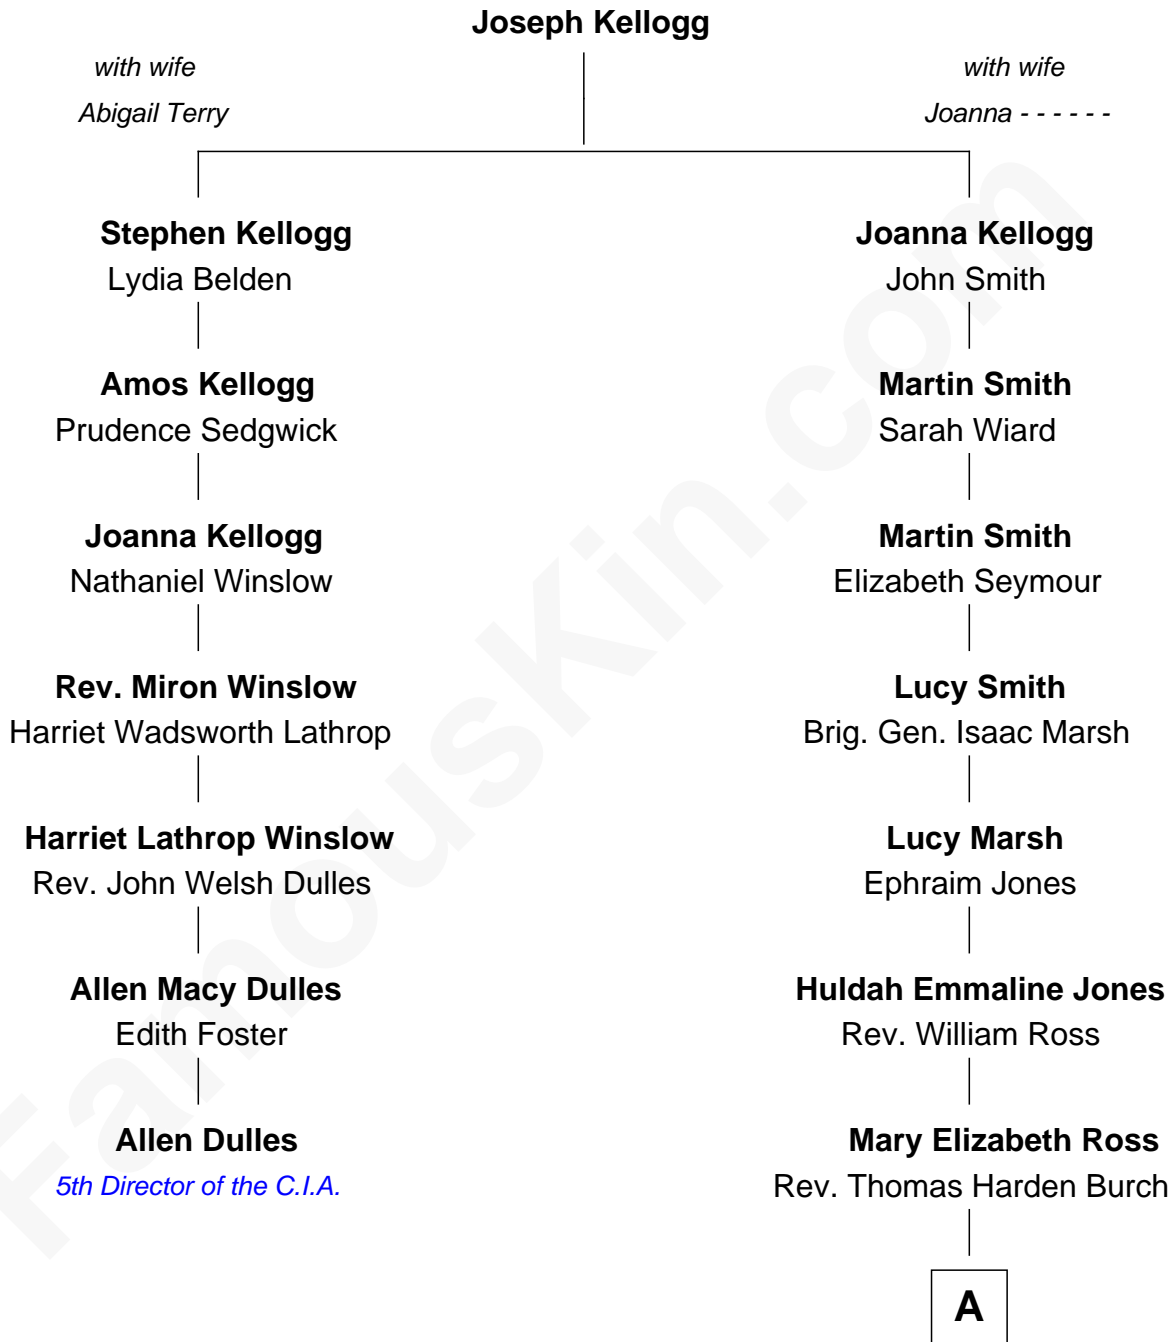 Joseph Kellogg
with wife
Abigail Terry
with wife
Joanna - - - - - -
Stephen Kellogg
Lydia Belden
Joanna Kellogg
John Smith
Amos Kellogg
Prudence Sedgwick
Martin Smith
Sarah Wiard
Joanna Kellogg
Nathaniel Winslow
Martin Smith
Elizabeth Seymour
Rev. Miron Winslow
Harriet Wadsworth Lathrop
Lucy Smith
Brig. Gen. Isaac Marsh
Harriet Lathrop Winslow
Rev. John Welsh Dulles
Lucy Marsh
Ephraim Jones
Allen Macy Dulles
Edith Foster
Huldah Emmaline Jones
Rev. William Ross
Allen Dulles
5th Director of the C.I.A.
Mary Elizabeth Ross
Rev. Thomas Harden Burch
A
FamousKin.com